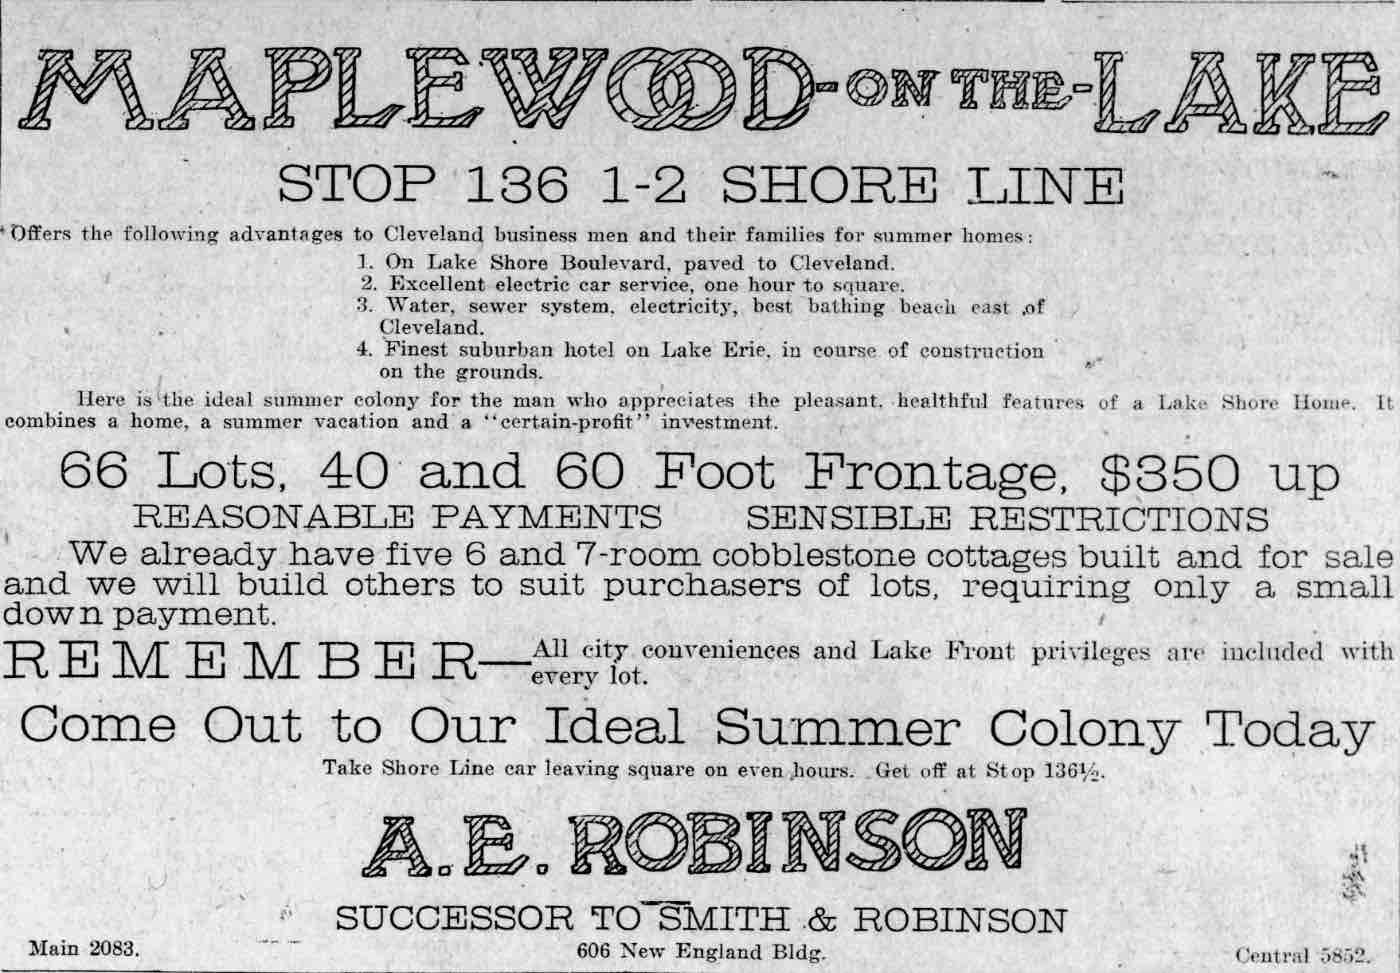 MAPLEWOOD-ON THE-LAKE
STOP 136 1-2 SHORE LINE
Offers the following advantages to Cleveland business men and their families for summer homes:
1. On Lake Shore Boulevard, paved to Cleveland.
2. Excellent electric car service, one hour to square.
3. Water, sewer system, electricity, best bathing beach east of
Cleveland.
4. Finest suburban hotel on Lake Erie, in course of construction
on the grounds.
Here is the ideal summer colony for the man who appreciates the pleasant, healthful features of a Lake Shore Home. It
combines a home, a summer vacation and a "certain-profit" investment.
66 Lots, 40 and 60 Foot Frontage, $350 up
REASONABLE PAYMENTS SENSIBLE RESTRICTIONS
We already have five 6 and 7-room cobblestone cottages built and for sale
and we will build others to suit purchasers of lots, requiring only a small
down payment.
REMEMBER—All city conveniences and Lake Front privileges are included with
every lot.
Come Out to Our Ideal Summer Colony Today
Take Shore Line car leaving square on even hours. Get off at Stop 136½.
A. E. ROBINSON
SUCCESSOR TO SMITH & ROBINSON
Main 2083. 606 New England Bldg. Central 5852.